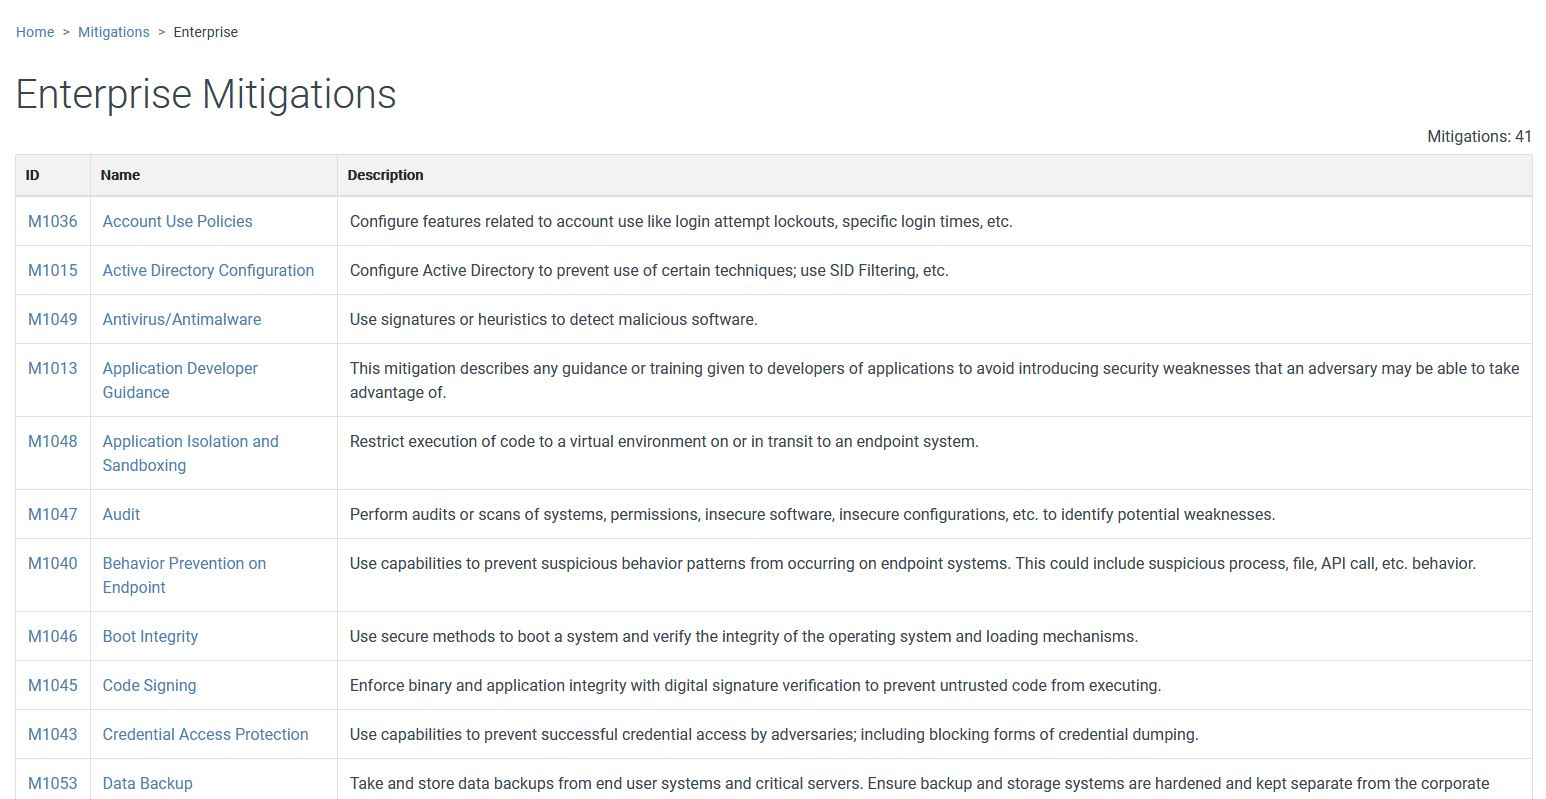 Home > Mitigations > Enterprise
Enterprise Mitigations
Mitigations: 41
ID Name Description
M1036 Account Use Policies Configure features related to account use like login attempt lockouts, specific login times, etc.
M1015 Active Directory Configuration Configure Active Directory to prevent use of certain techniques; use SID Filtering, etc.
M1049 Antivirus/Antimalware Use signatures or heuristics to detect malicious software.
M1013 Application Developer This mitigation describes any guidance or training given to developers of applications to avoid introducing security weaknesses that an adversary may be able to take
Guidance advantage of.
M1048 Application Isolation and Restrict execution of code to a virtual environment on or in transit to an endpoint system.
Sandboxing
M1047 Audit Perform audits or scans of systems, permissions, insecure software, insecure configurations, etc. to identify potential weaknesses.
M1040 Behavior Prevention on Use capabilities to prevent suspicious behavior patterns from occurring on endpoint systems. This could include suspicious process, file, API call, etc. behavior.
Endpoint
M1046 Boot Integrity Use secure methods to boot a system and verify the integrity of the operating system and loading mechanisms.
M1045 Code Signing Enforce binary and application integrity with digital signature verification to prevent untrusted code from executing.
M1043 Credential Access Protection Use capabilities to prevent successful credential access by adversaries; including blocking forms of credential dumping.
M1053 Data Backup Take and store data backups from end user systems and critical servers. Ensure backup and storage systems are hardened and kept separate from the corporate